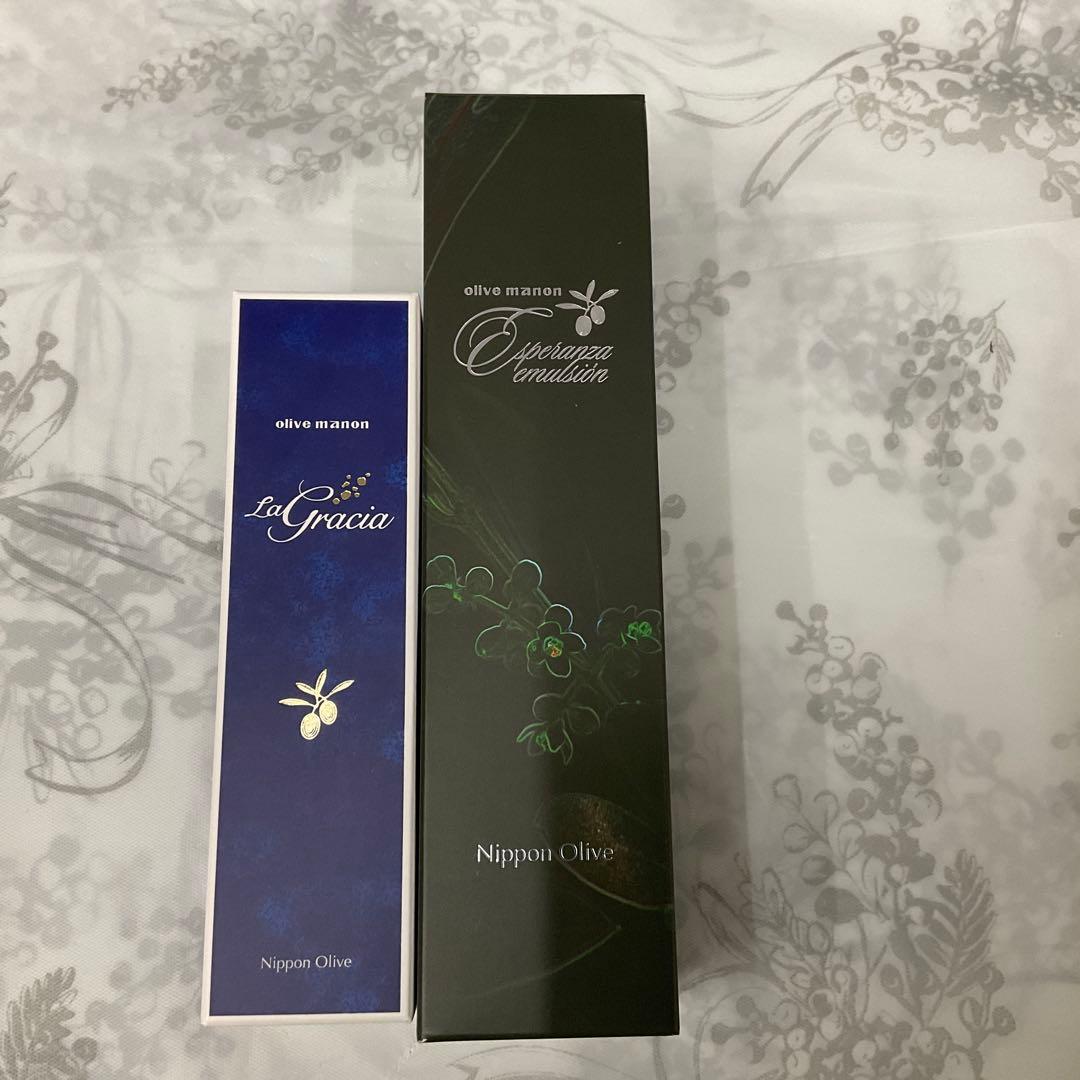 olive manon
La Gracia
Nippon Olive
olive manon
Esperanza
emulsión
Nippon Olive